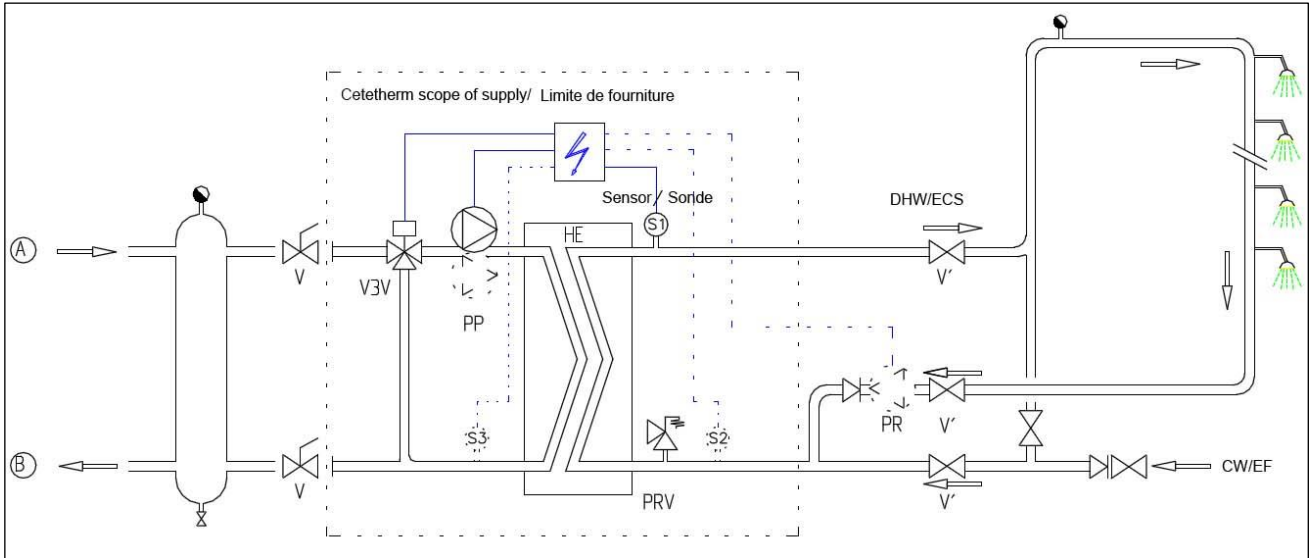 Cetetherm scope of supply/ Limite de fourniture
Sensor / Sonde
DHW/ECS
S1
HE
A
V
V3V
V'
PP
PR
V'
S3
S2
B
V
PRV
V'
CW/EF